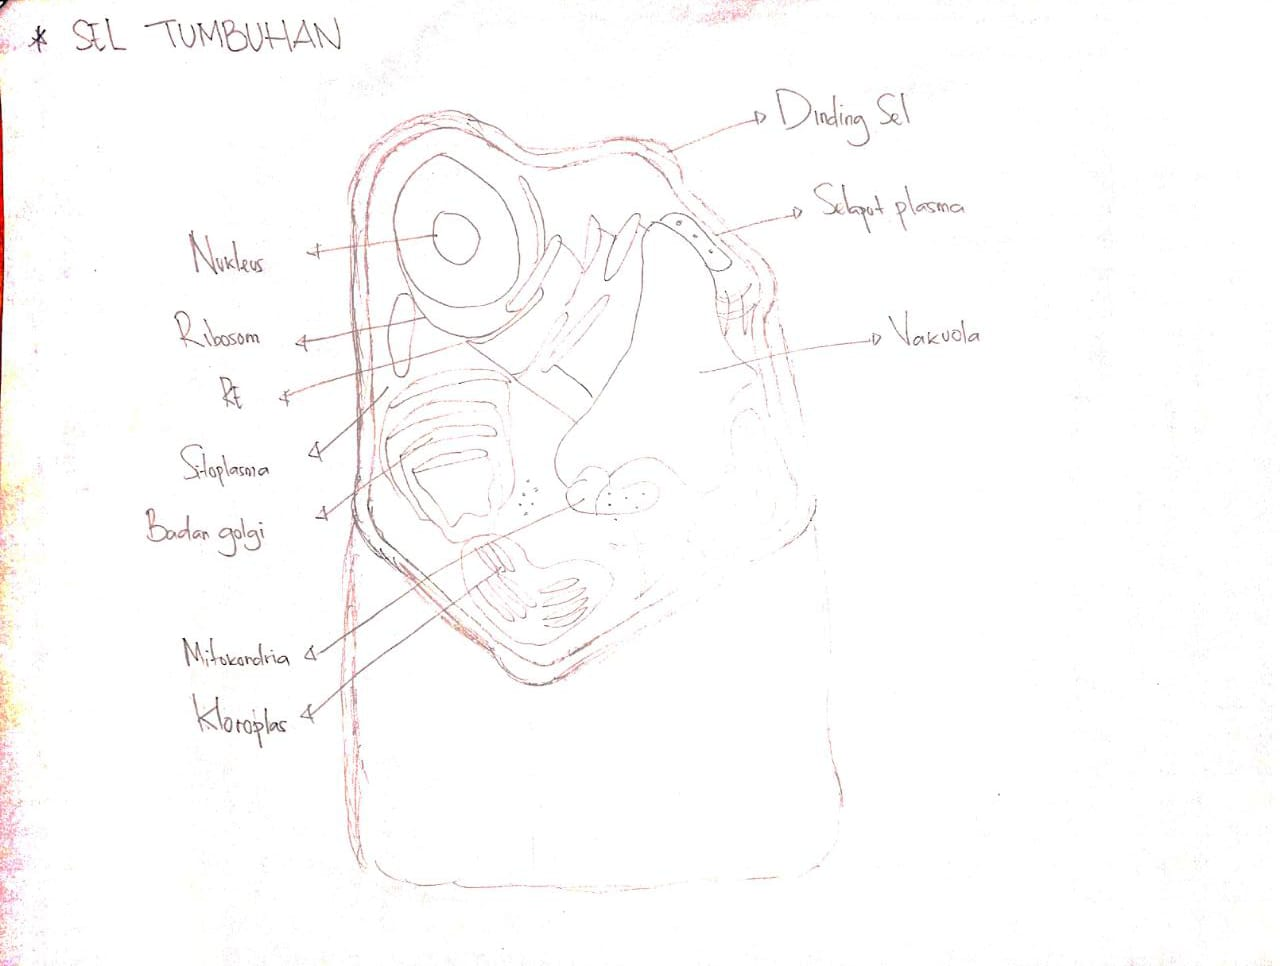 * SEL TUMBUHAN
Dinding Sel
Selaput plasma
Nukleus
Ribosom
Vakuola
RE
Sitoplasma
Badan golgi
Mitokondria
Kloroplas